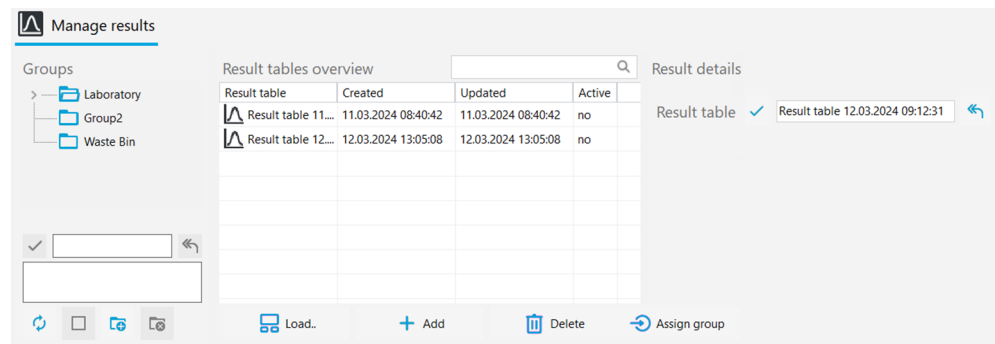 Manage results
Groups
Laboratory
Group2
Waste Bin
Result tables overview
Result table Created Updated Active
Result table 11.... 11.03.2024 08:40:42 11.03.2024 08:40:42 no
Result table 12.... 12.03.2024 13:05:08 12.03.2024 13:05:08 no
Load.. Add Delete Assign group
Result details
Result table Result table 12.03.2024 09:12:31